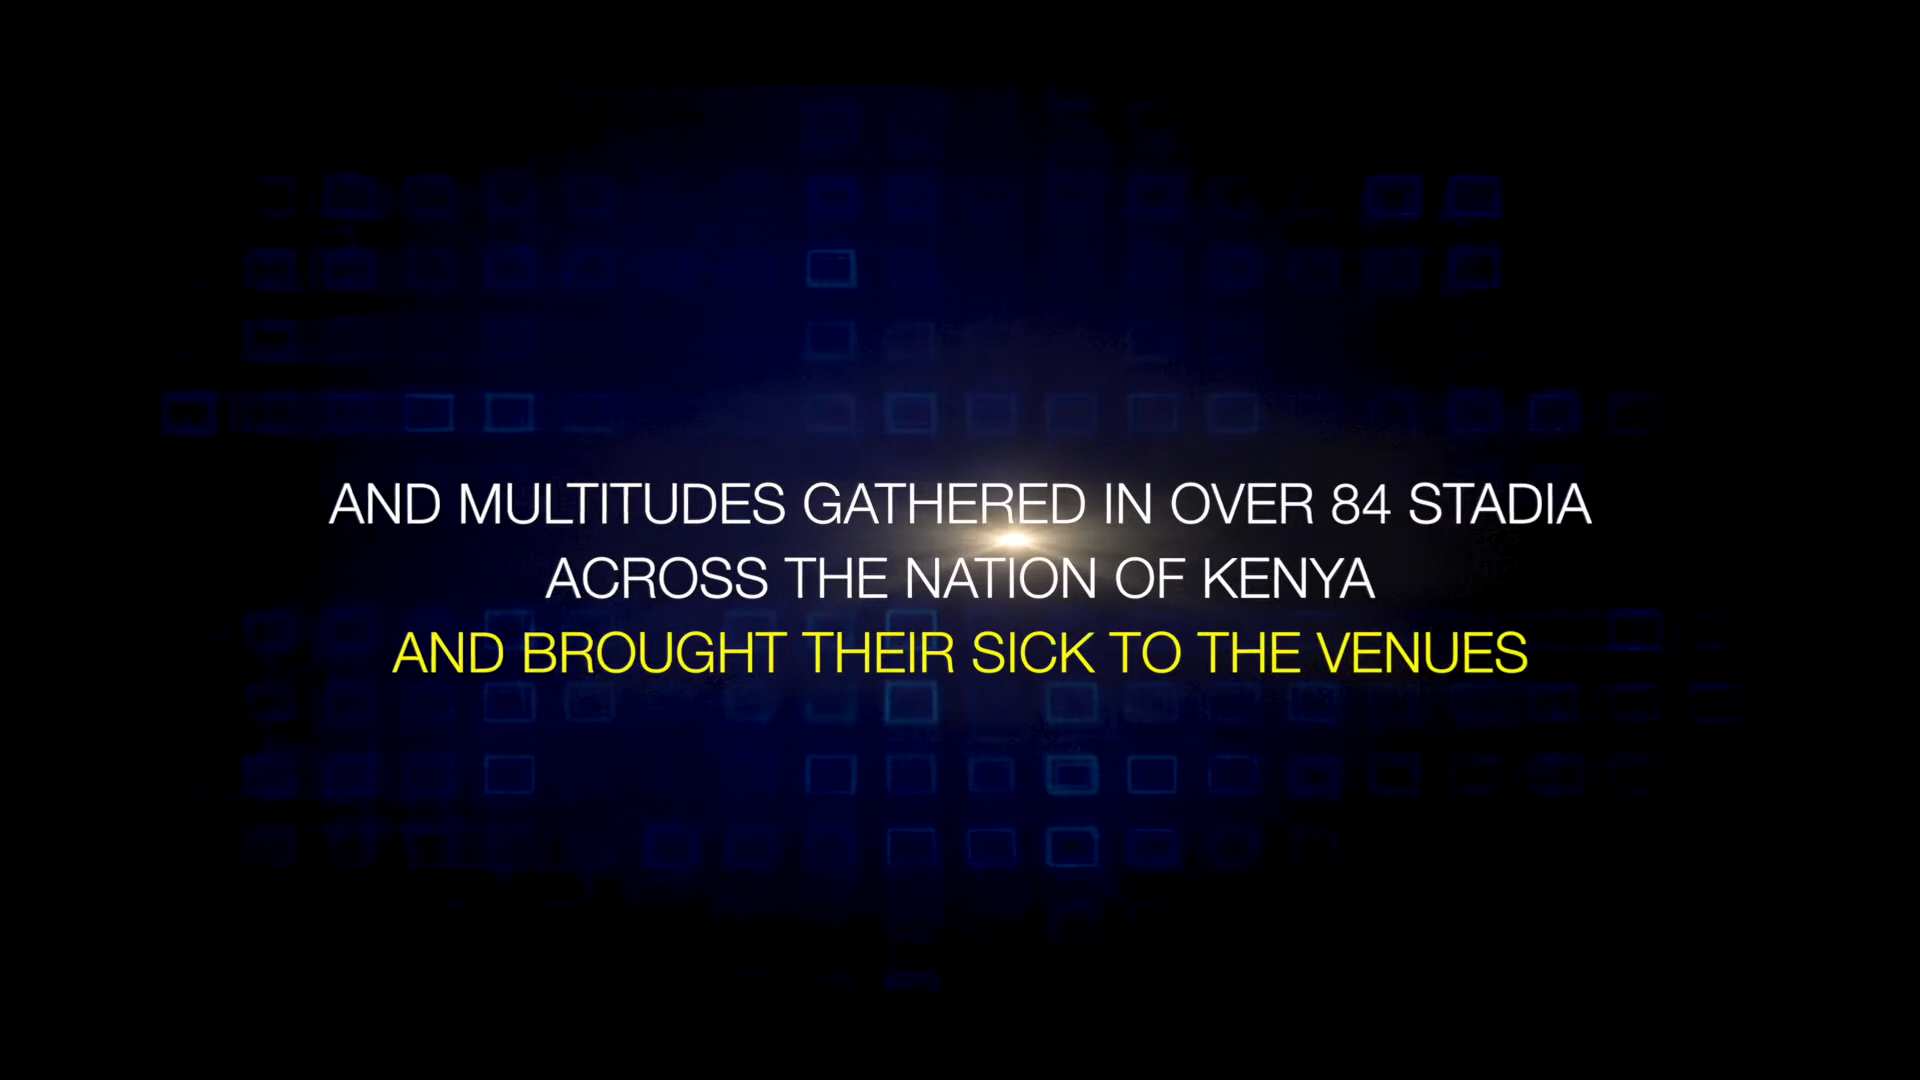 AND MULTITUDES GATHERED IN OVER 84 STADIA
ACROSS THE NATION OF KENYA
AND BROUGHT THEIR SICK TO THE VENUES